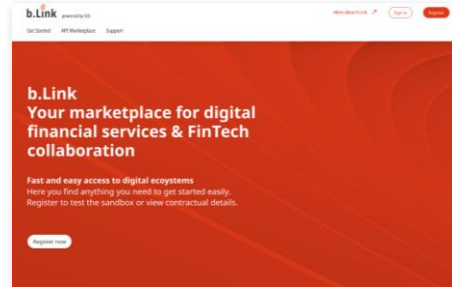 b.Link powered by SIX
More about b.Link
Sign in
Register
Get Started
API Marketplace
Support
b.Link
Your marketplace for digital
financial services & FinTech
collaboration
Fast and easy access to digital ecoystems
Here you find anything you need to get started easily.
Register to test the sandbox or view contractual details.
Register now